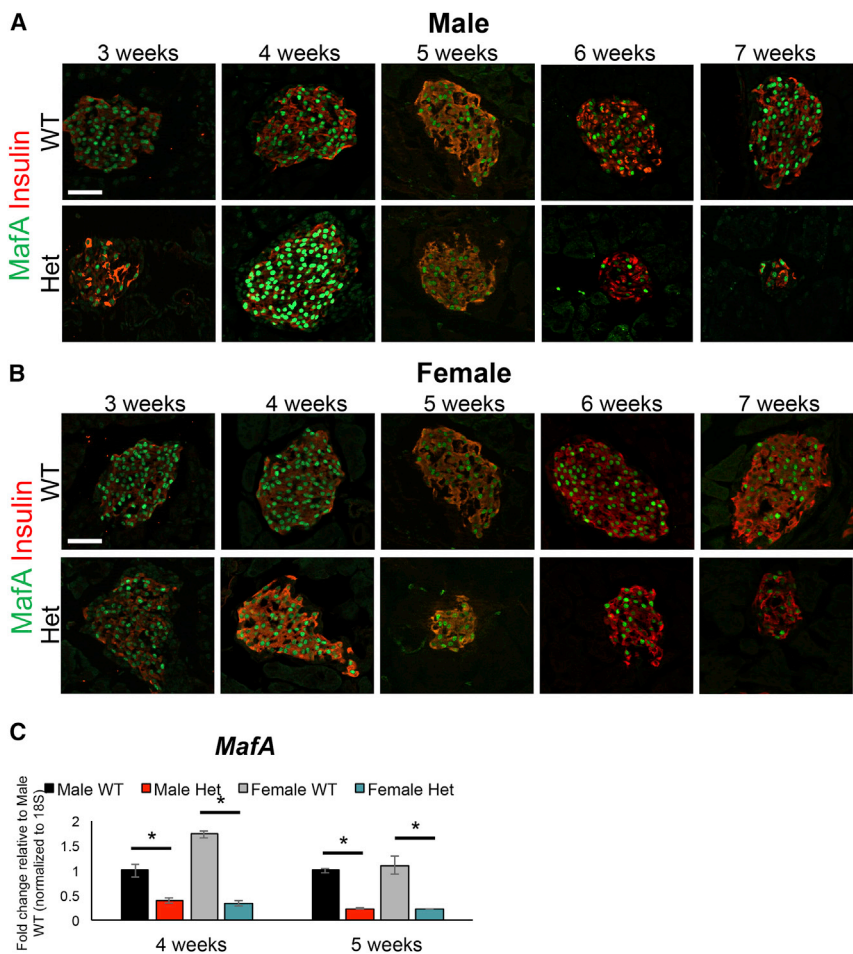 A
Male
3 weeks 4 weeks 5 weeks 6 weeks 7 weeks
MafA Insulin
WT
Het
B
Female
3 weeks 4 weeks 5 weeks 6 weeks 7 weeks
MafA Insulin
WT
Het
C
MafA
Male WT Male Het Female WT Female Het
Fold change relative to Male
WT (normalized to 18S)
2
1.5
1
0.5
0
* * * *
4 weeks 5 weeks